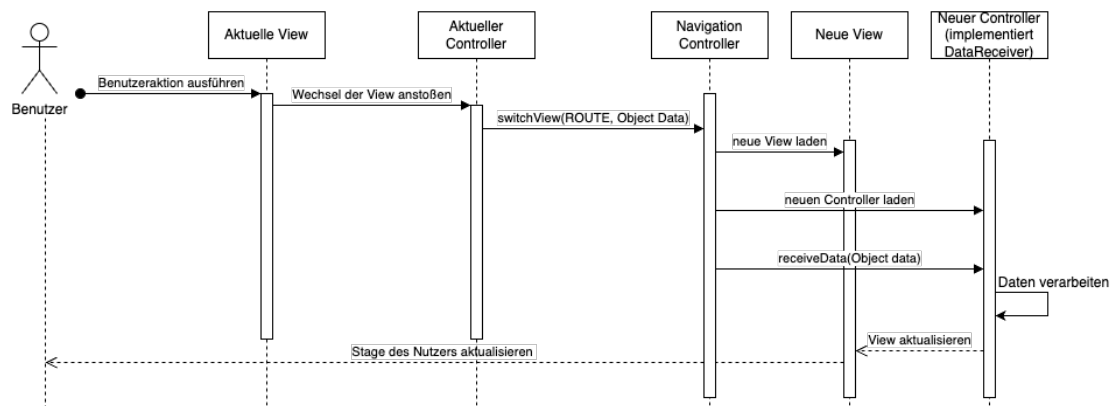 Aktuelle View
Aktueller
Controller
Navigation
Controller
Neue View
Neuer Controller
(implementiert
DataReceiver)
Benutzer
Benutzeraktion ausführen
Wechsel der View anstoßen
switchView(ROUTE, Object Data)
neue View laden
neuen Controller laden
receiveData(Object data)
Daten verarbeiten
View aktualisieren
Stage des Nutzers aktualisieren